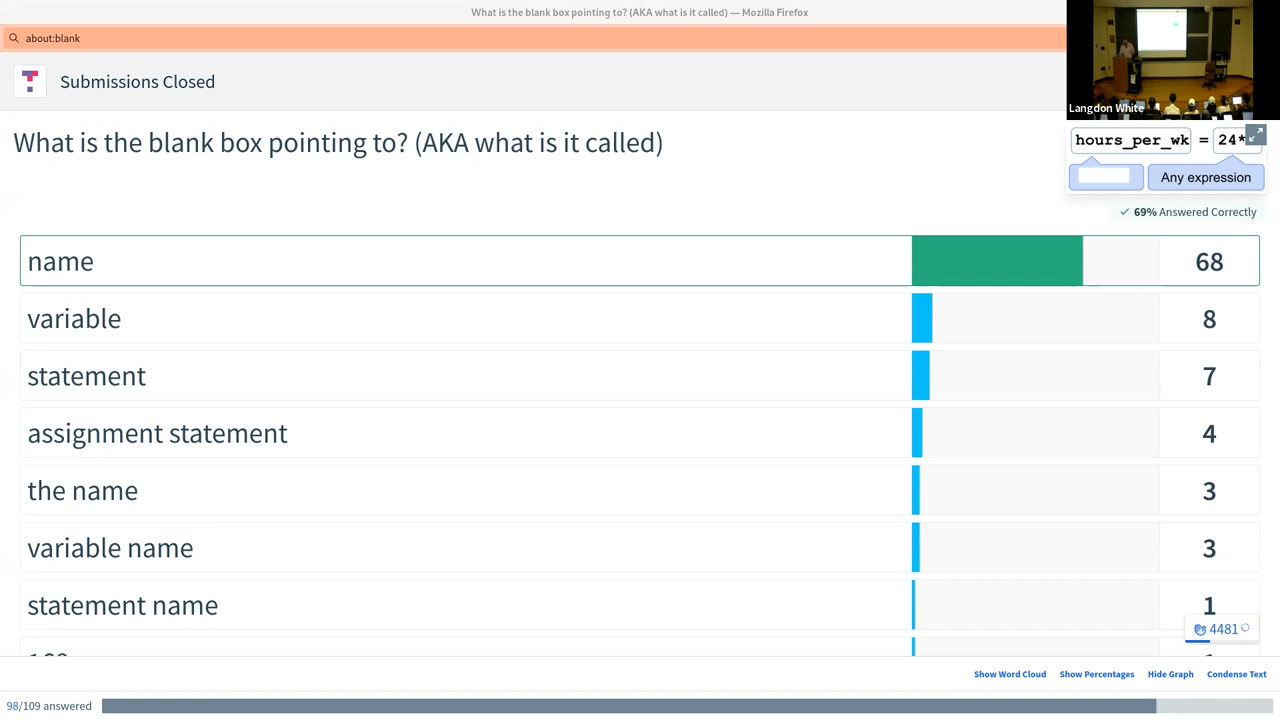 What is the blank box pointing to? (AKA what is it called) — Mozilla Firefox
about:blank
Submissions Closed
Langdon White
What is the blank box pointing to? (AKA what is it called)
hours_per_wk = 24*
Any expression
69% Answered Correctly
name 68
variable 8
statement 7
assignment statement 4
the name 3
variable name 3
statement name 1
4481
Show Word Cloud Show Percentages Hide Graph Condense Text
98/109 answered